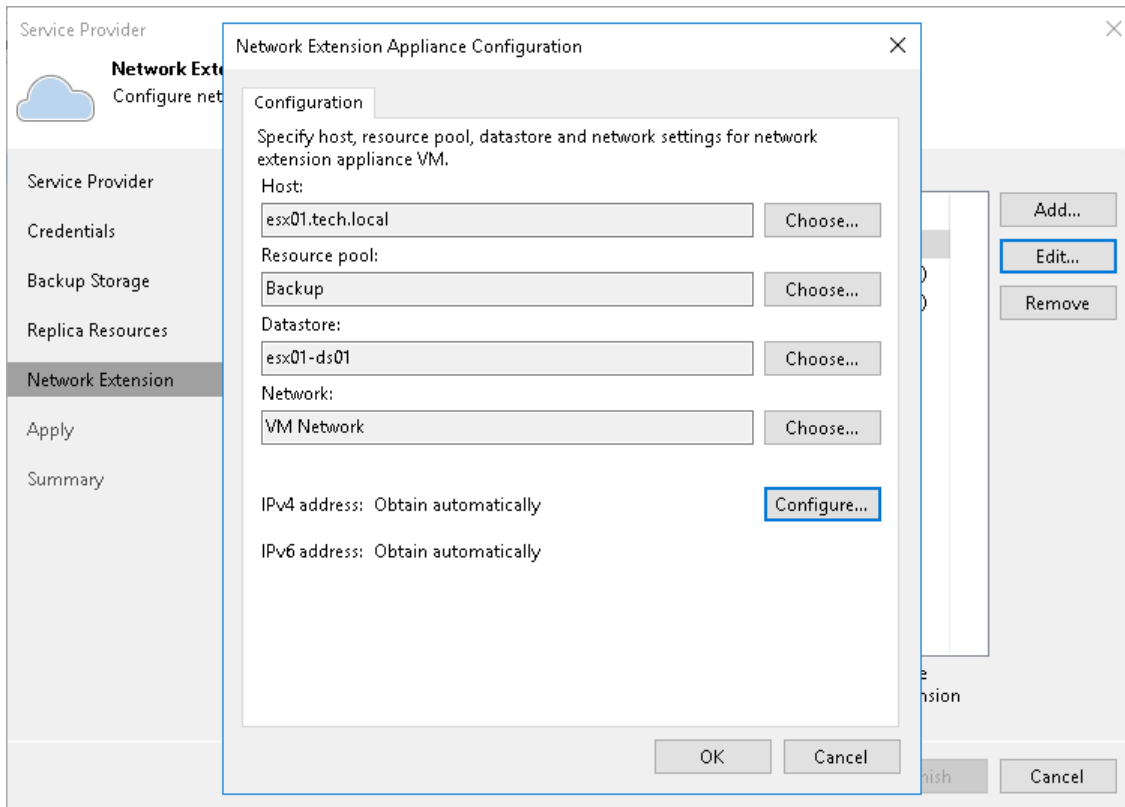 Service Provider
Network Exte
Configure net
Service Provider
Credentials
Backup Storage
Replica Resources
Network Extension
Apply
Summary
Network Extension Appliance Configuration
Configuration
Specify host, resource pool, datastore and network settings for network
extension appliance VM.
Host:
esx01.tech.local
Choose...
Resource pool:
Backup
Choose...
Datastore:
esx01-ds01
Choose...
Network:
VM Network
Choose...
IPv4 address: Obtain automatically
Configure...
IPv6 address: Obtain automatically
OK
Cancel
Add...
Edit...
Remove
)
)
e
nsion
nish
Cancel